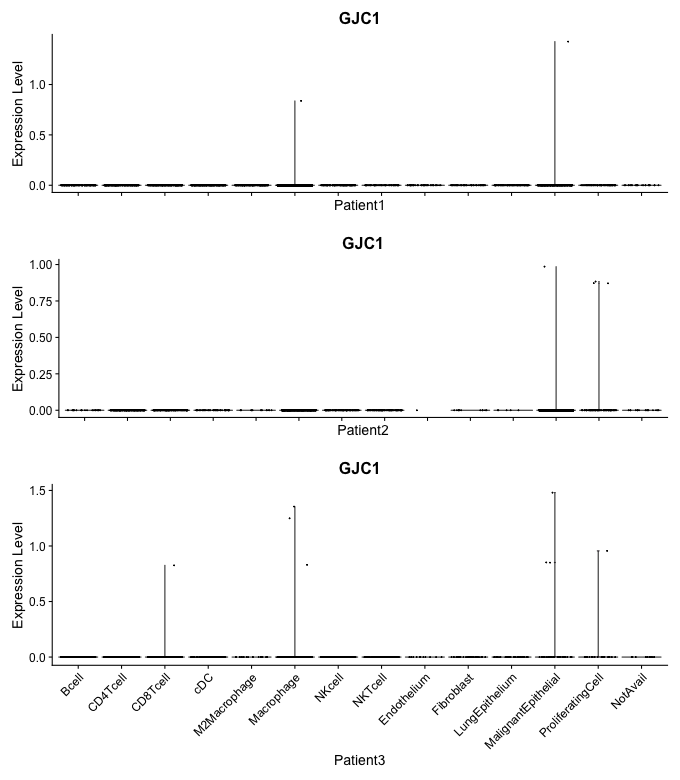 GJC1
Expression Level
1.0
0.5
0.0
Patient1
GJC1
Expression Level
1.00
0.75
0.50
0.25
0.00
Patient2
GJC1
Expression Level
1.5
1.0
0.5
0.0
Bcell
CD4Tcell
CD8Tcell
cDC
M2Macrophage
Macrophage
NKcell
NKTcell
Endothelium
Fibroblast
LungEpithelium
MalignantEpithelial
ProliferatingCell
NotAvail
Patient3